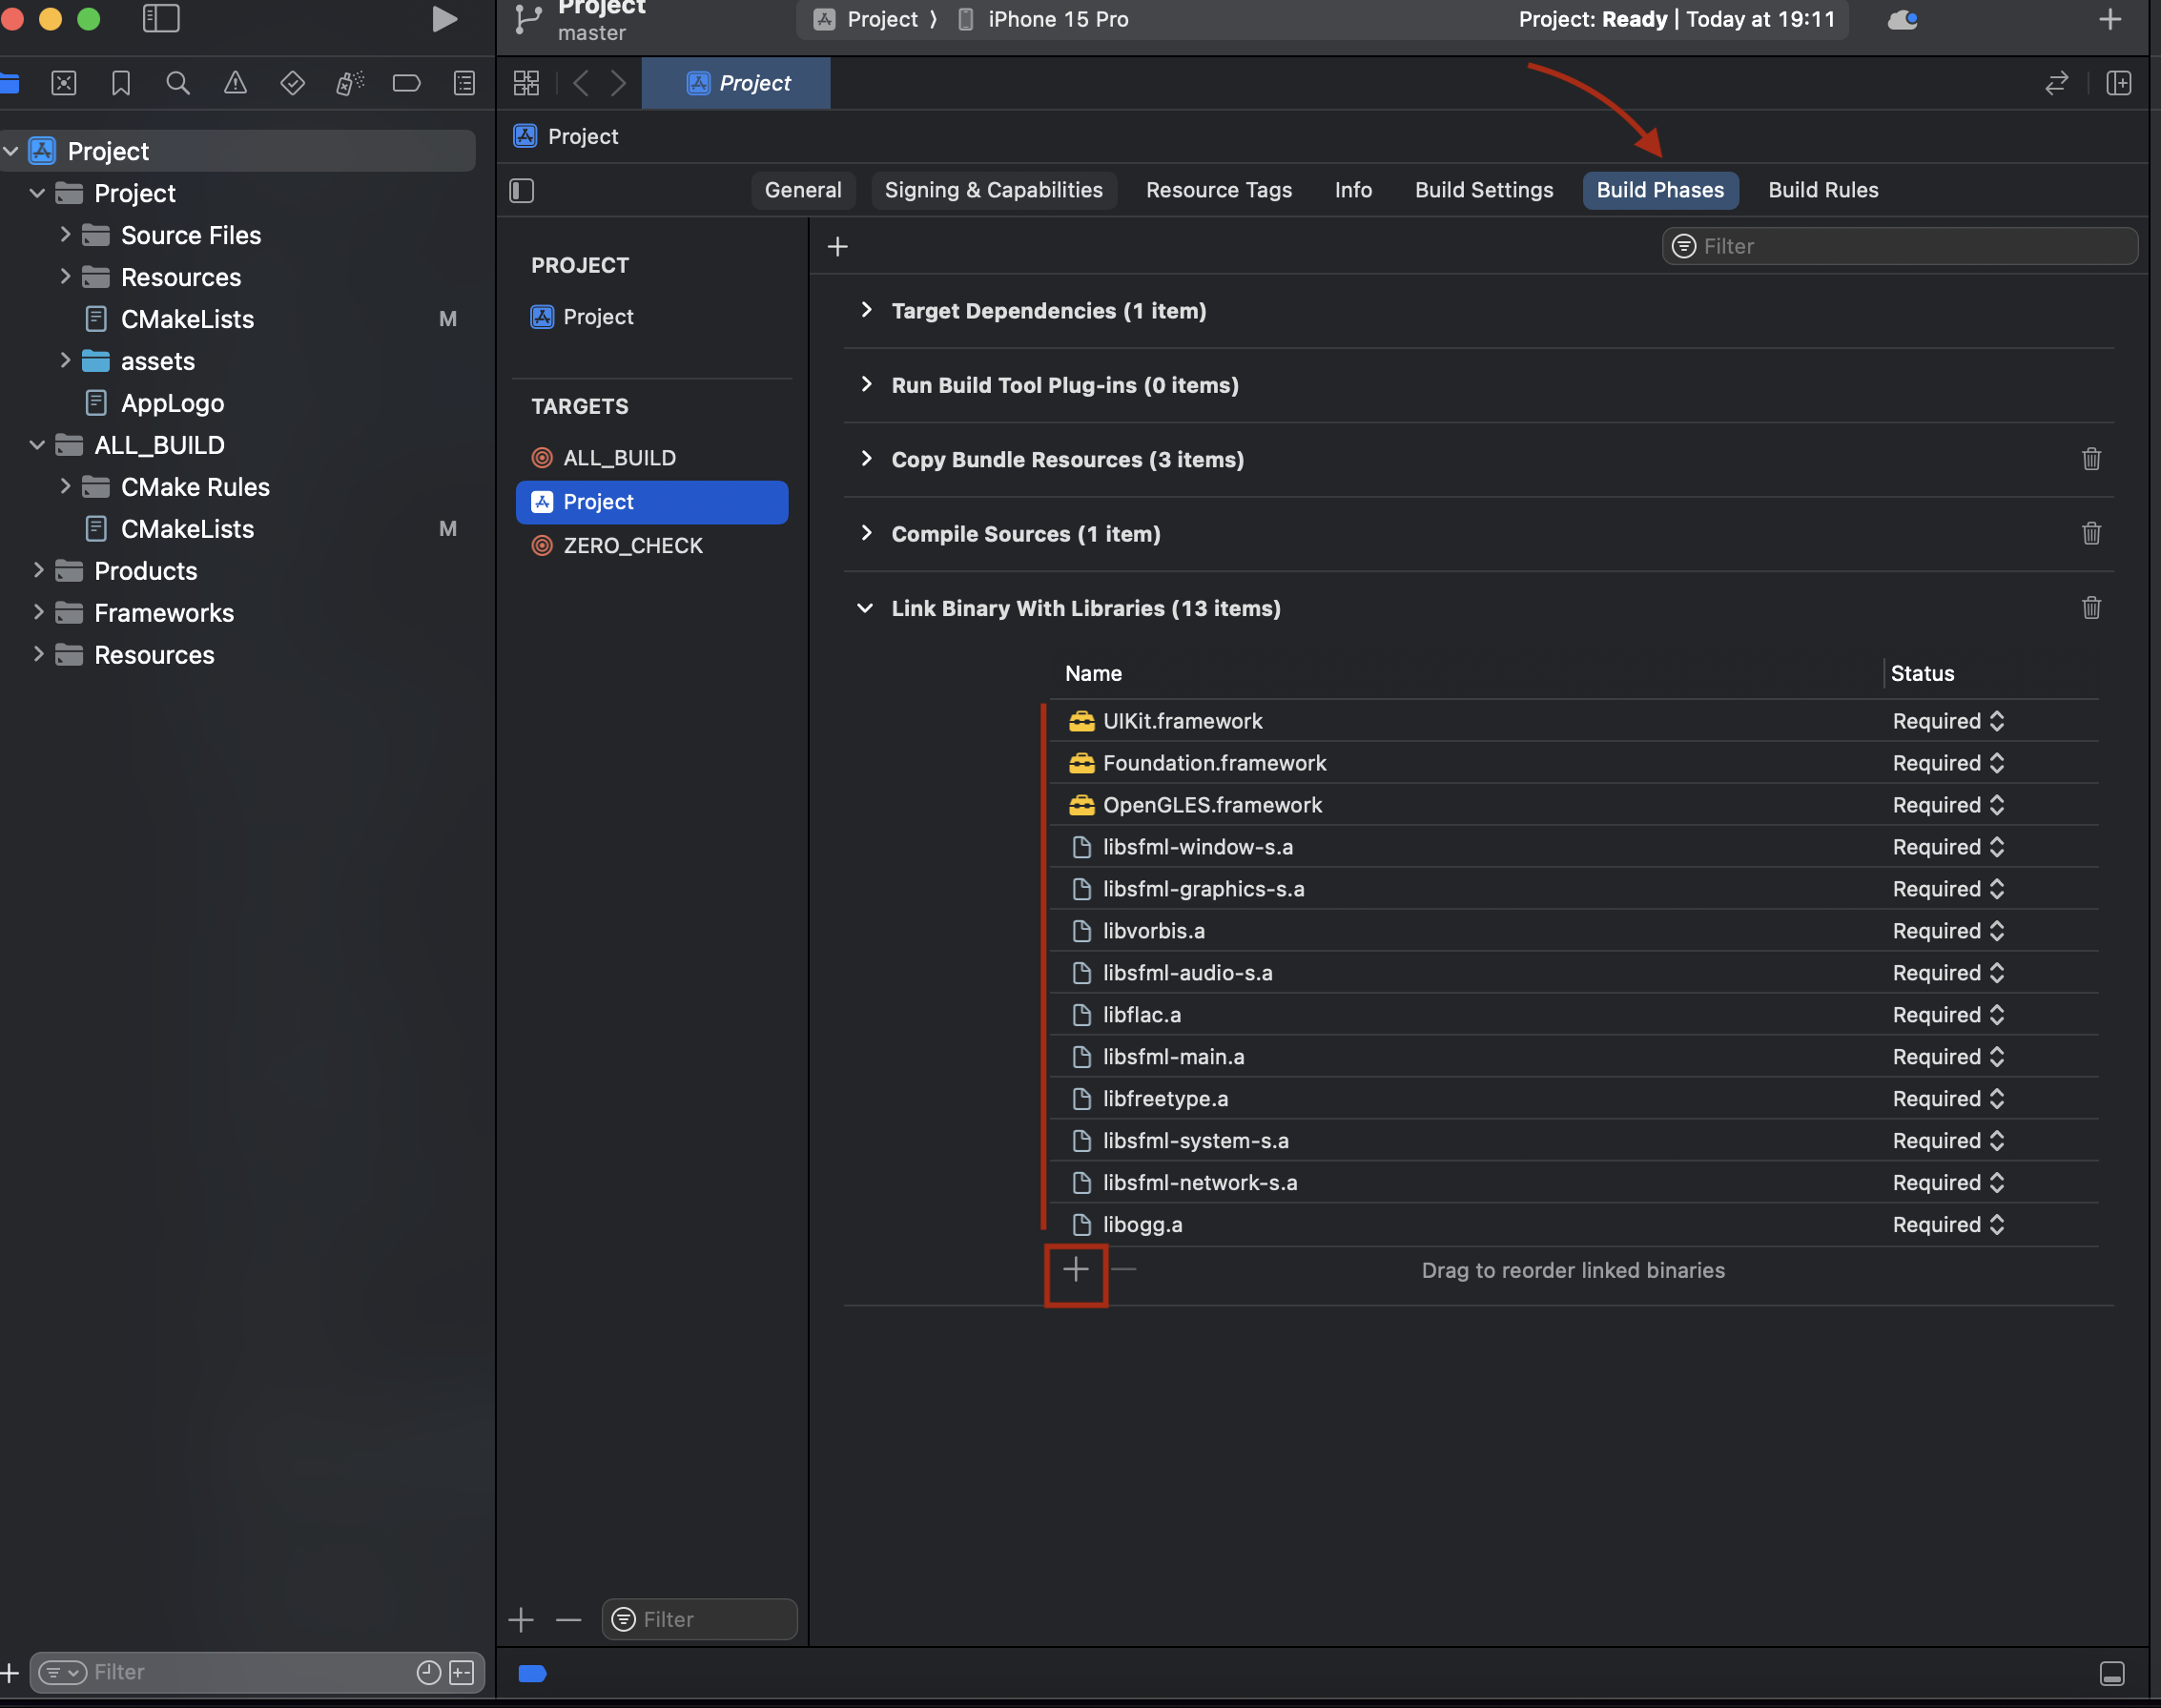 Project
master
Project ⟩ iPhone 15 Pro
Project: Ready | Today at 19:11
Project
Project
Project
Project
Source Files
Resources
CMakeLists M
assets
AppLogo
ALL_BUILD
CMake Rules
CMakeLists M
Products
Frameworks
Resources
Filter
General
Signing & Capabilities
Resource Tags
Info
Build Settings
Build Phases
Build Rules
PROJECT
Project
TARGETS
ALL_BUILD
Project
ZERO_CHECK
Filter
Filter
Target Dependencies (1 item)
Run Build Tool Plug-ins (0 items)
Copy Bundle Resources (3 items)
Compile Sources (1 item)
Link Binary With Libraries (13 items)
Name Status
UIKit.framework Required
Foundation.framework Required
OpenGLES.framework Required
libsfml-window-s.a Required
libsfml-graphics-s.a Required
libvorbis.a Required
libsfml-audio-s.a Required
libflac.a Required
libsfml-main.a Required
libfreetype.a Required
libsfml-system-s.a Required
libsfml-network-s.a Required
libogg.a Required
Drag to reorder linked binaries